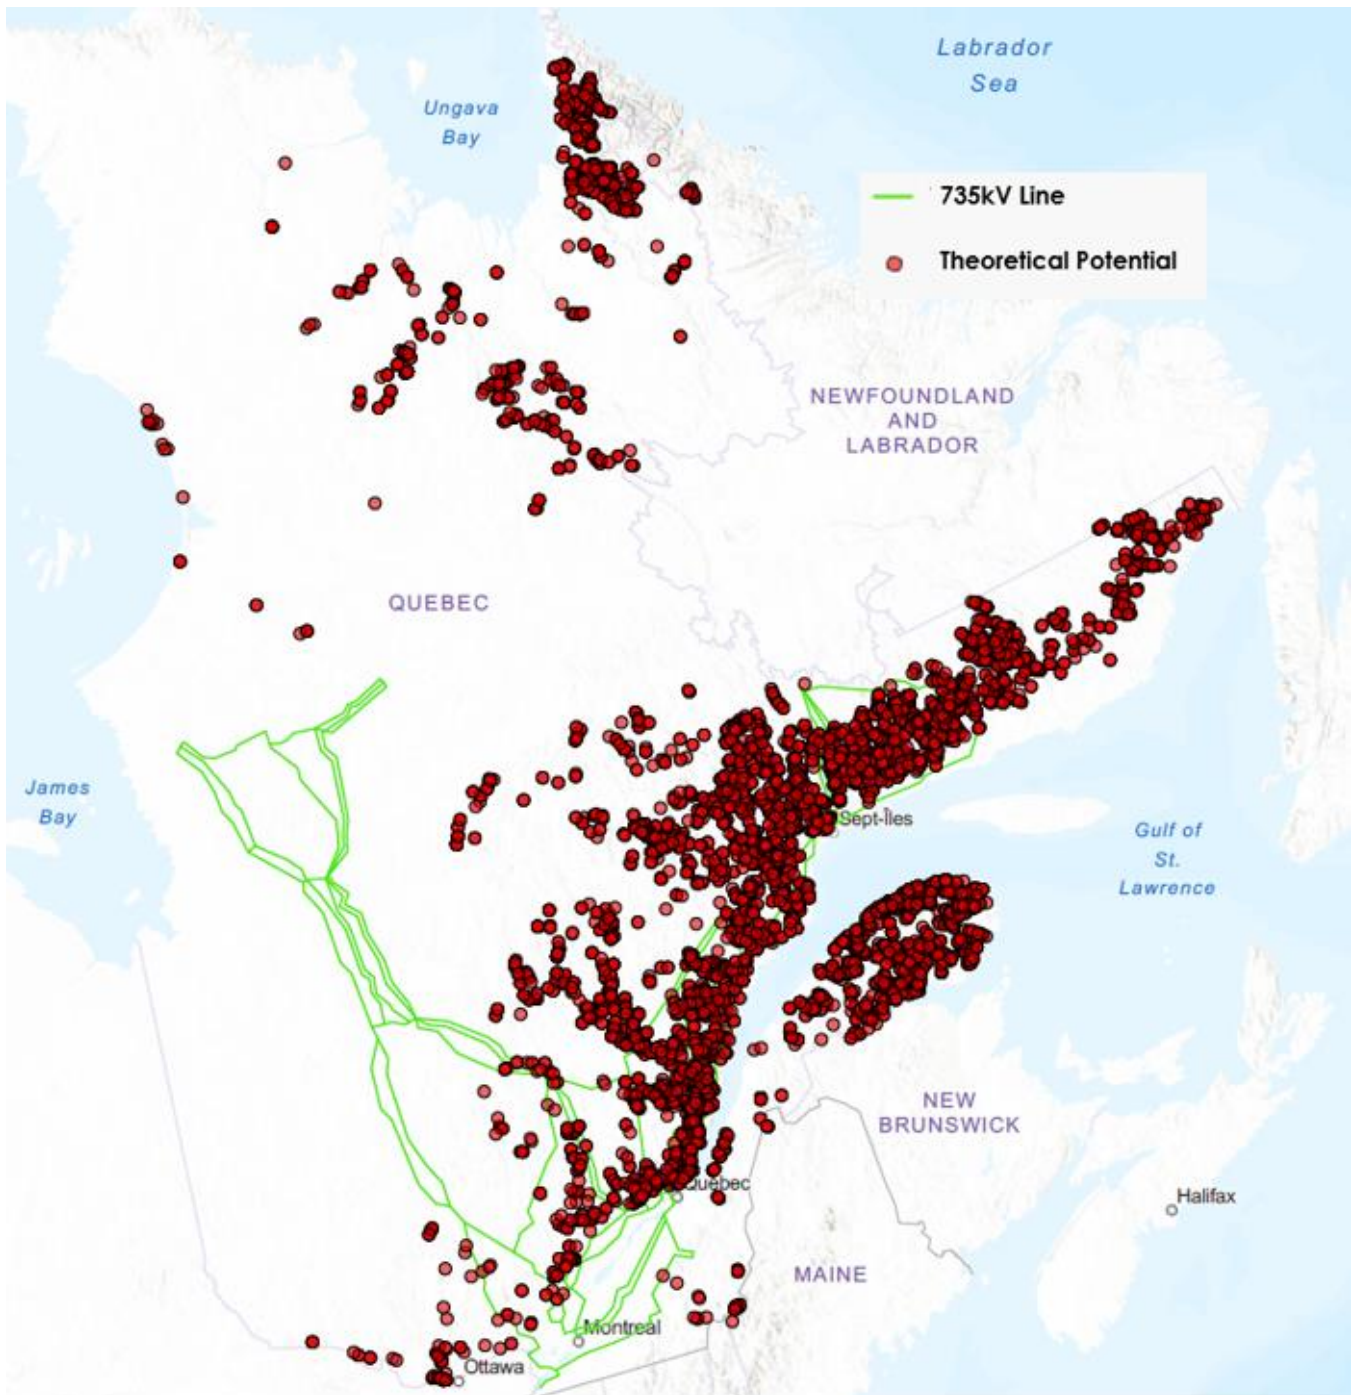 Labrador
Sea
Ungava
Bay
735kV Line
Theoretical Potential
NEWFOUNDLAND
AND
LABRADOR
QUEBEC
James
Bay
Sept-Îles
Gulf of
St.
Lawrence
NEW
BRUNSWICK
Quebec
Halifax
MAINE
Montreal
Ottawa